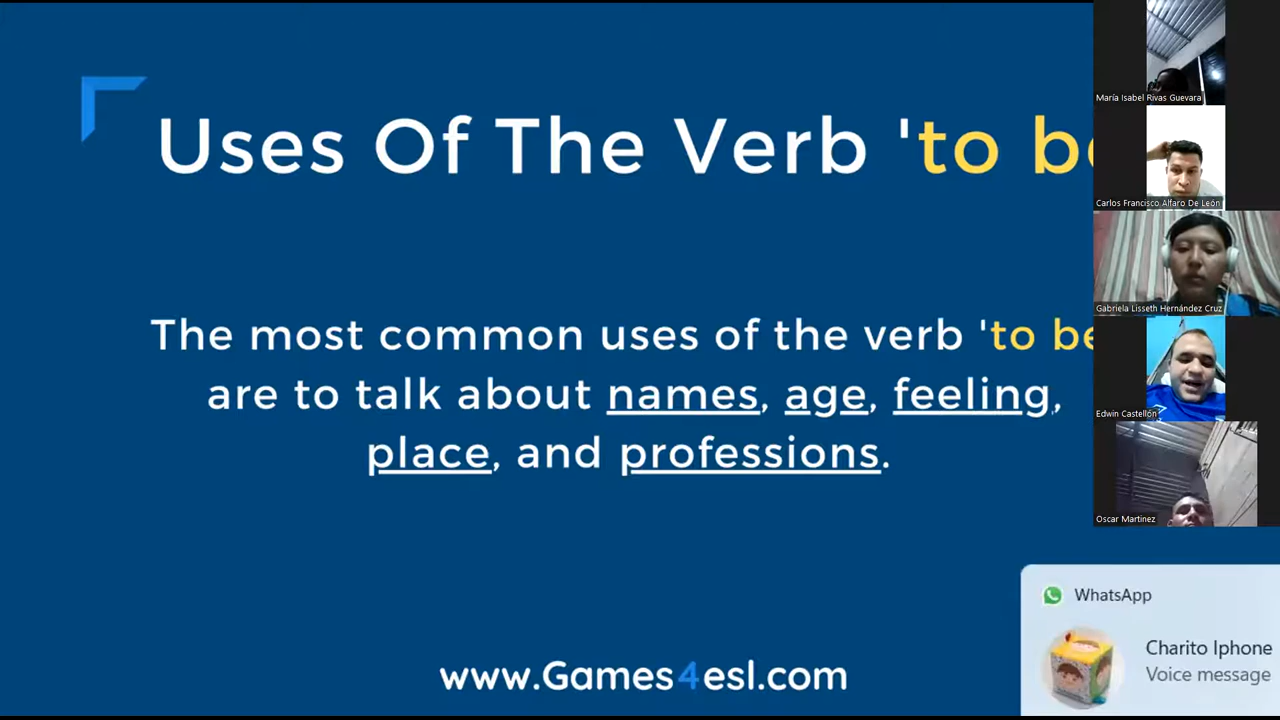 Uses Of The Verb 'to be
The most common uses of the verb 'to be
are to talk about names, age, feeling,
place, and professions.
www.Games4esl.com
María Isabel Rivas Guevara
Carlos Francisco Alfaro De León
Gabriela Lisseth Hernández Cruz
Edwin Castellón
Oscar Martinez
WhatsApp
Charito Iphone
Voice message